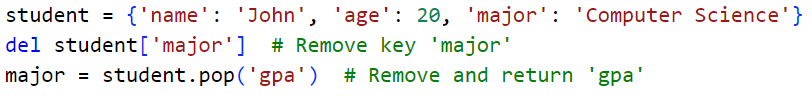 student = {'name': 'John', 'age': 20, 'major': 'Computer Science'}
del student['major']  # Remove key 'major'
major = student.pop('gpa')  # Remove and return 'gpa'